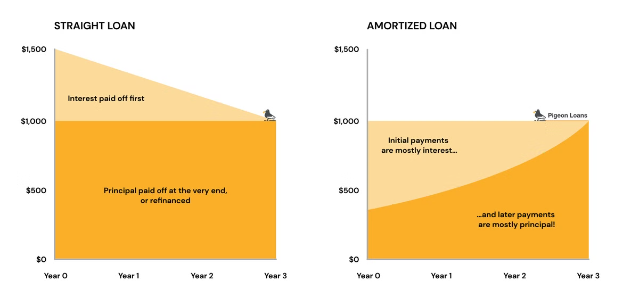 STRAIGHT LOAN
$1,500
Interest paid off first
$1,000
$500
Principal paid off at the very end,
or refinanced
$0
Year 0
Year 1
Year 2
Year 3
AMORTIZED LOAN
$1,500
$1,000
Pigeon Loans
Initial payments
are mostly interest...
$500
...and later payments
are mostly principal!
$0
Year 0
Year 1
Year 2
Year 3